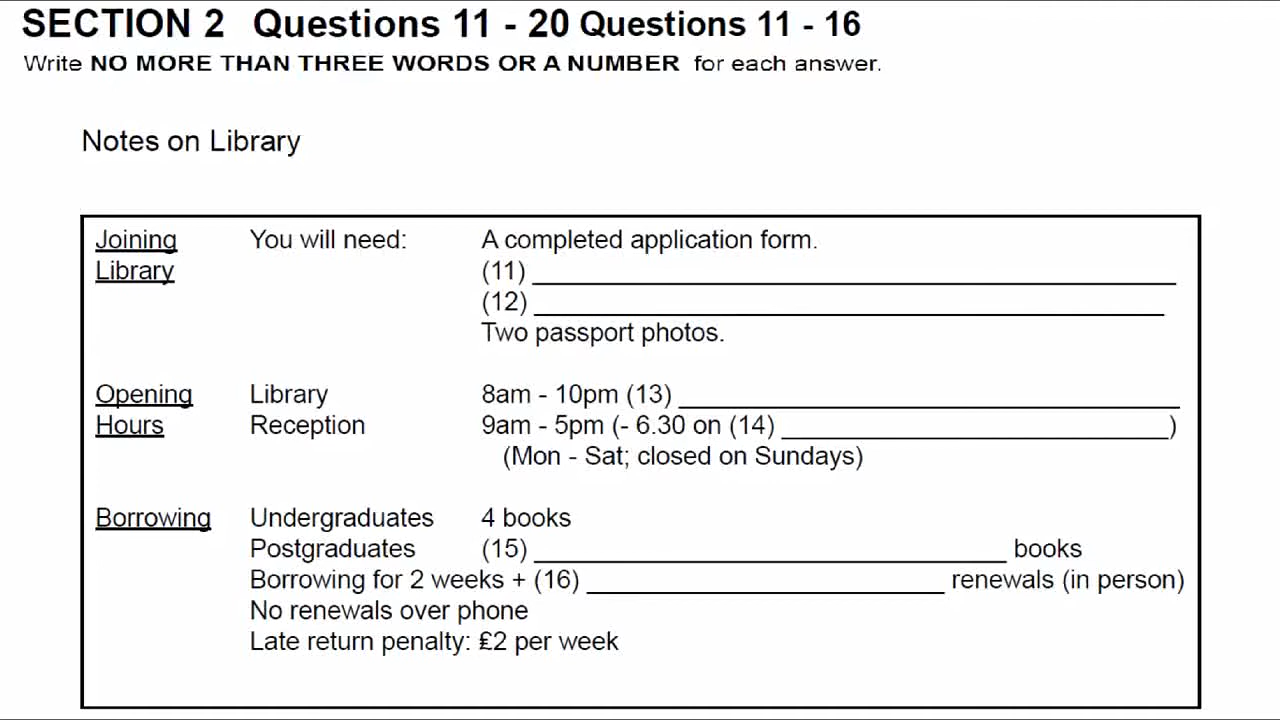 SECTION 2 Questions 11 - 20 Questions 11 - 16
Write NO MORE THAN THREE WORDS OR A NUMBER for each answer.
Notes on Library
Joining You will need: A completed application form.
Library (11) ____
(12) ____
Two passport photos.
Opening Library 8am - 10pm (13) ____
Hours Reception 9am - 5pm (- 6.30 on (14) ____)
(Mon - Sat; closed on Sundays)
Borrowing Undergraduates 4 books
Postgraduates (15) ____ books
Borrowing for 2 weeks + (16) ____ renewals (in person)
No renewals over phone
Late return penalty: £2 per week